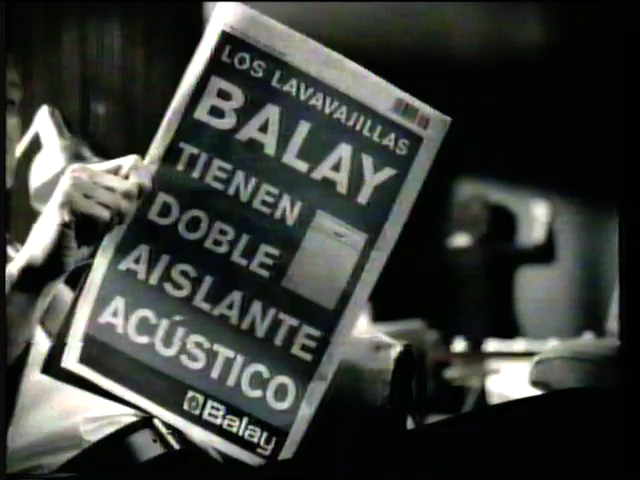 LOS LAVAVAJILLAS
BALAY
TIENEN
DOBLE
AISLANTE
ACÚSTICO
Balay